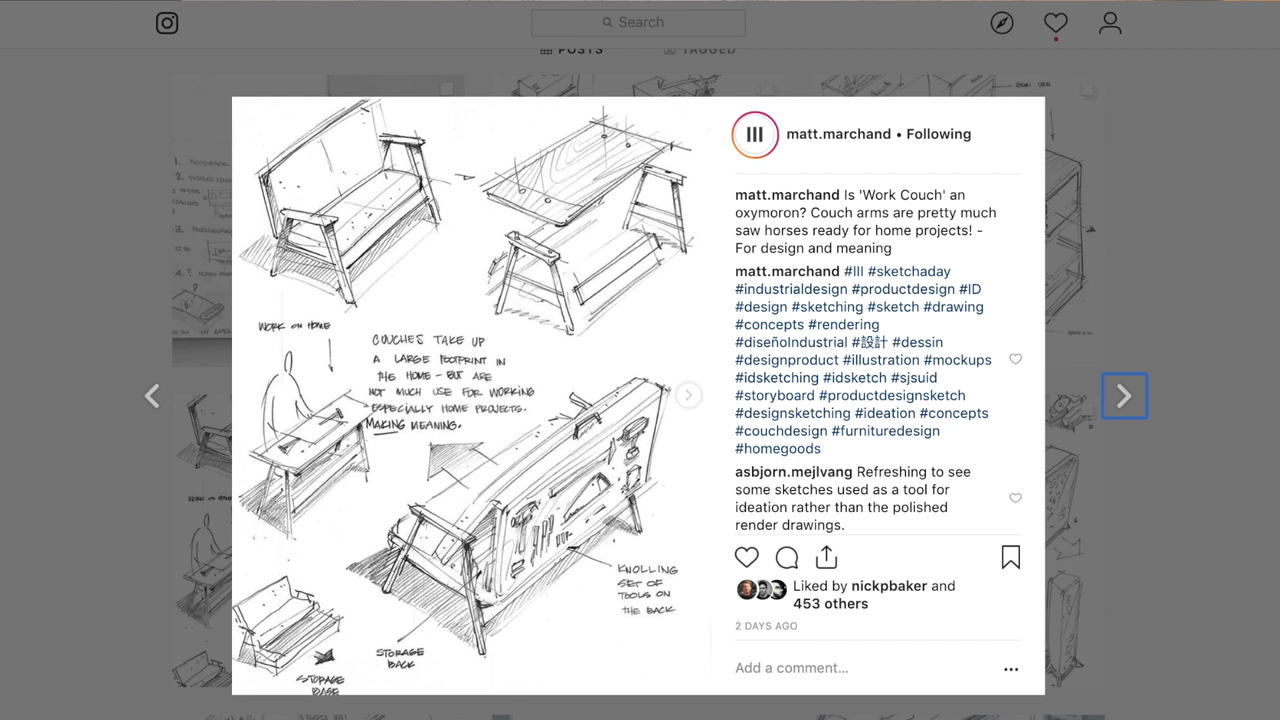 Search
POSTS
TAGGED
WORK ON HOME
COUCHES TAKE UP
A LARGE FOOTPRINT IN
THE HOME - BUT ARE
NOT MUCH USE FOR WORKING
- ESPECIALLY HOME PROJECTS.
MAKING MEANING.
KNOLLING
SET OF
TOOLS ON
THE BACK
STORAGE
BACK
STORAGE
BASE
matt.marchand • Following
matt.marchand Is 'Work Couch' an
oxymoron? Couch arms are pretty much
saw horses ready for home projects! -
For design and meaning
matt.marchand #lll #sketchaday
#industrialdesign #productdesign #ID
#design #sketching #sketch #drawing
#concepts #rendering
#diseñoIndustrial #設計 #dessin
#designproduct #illustration #mockups
#idsketching #idsketch #sjsuid
#storyboard #productdesignsketch
#designsketching #ideation #concepts
#couchdesign #furnituredesign
#homegoods
asbjorn.mejlvang Refreshing to see
some sketches used as a tool for
ideation rather than the polished
render drawings.
Liked by nickpbaker and
453 others
2 DAYS AGO
Add a comment...